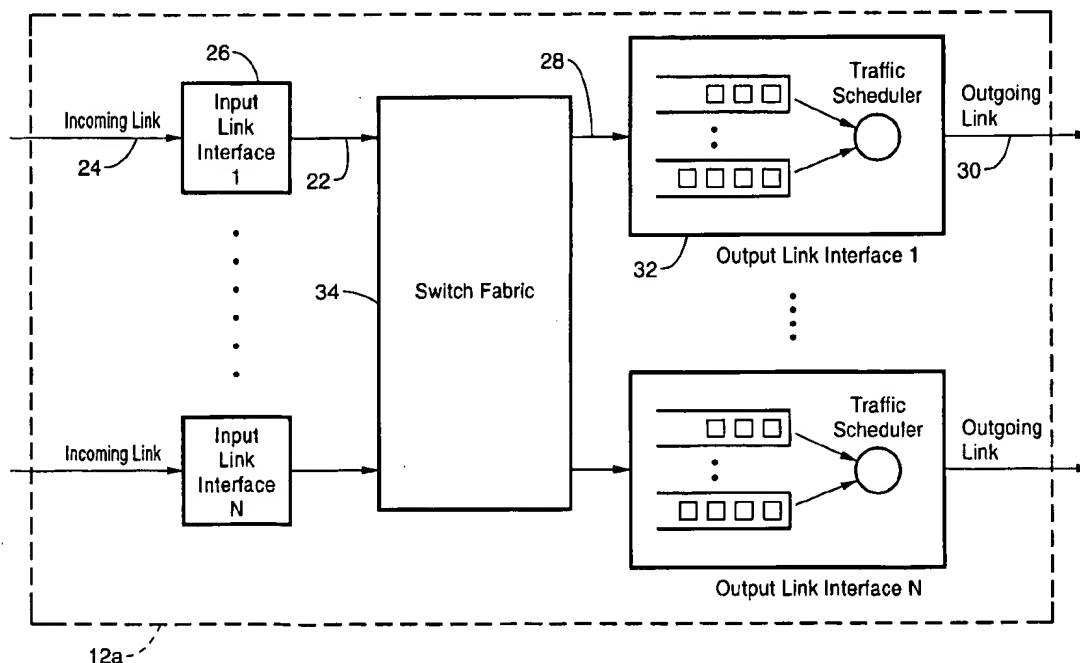 26
Incoming Link
24
Input
Link
Interface
1
22
28
Traffic
Scheduler
Outgoing
Link
30
32
Output Link Interface 1
34
Switch Fabric
Incoming Link
Input
Link
Interface
N
Traffic
Scheduler
Outgoing
Link
Output Link Interface N
12a